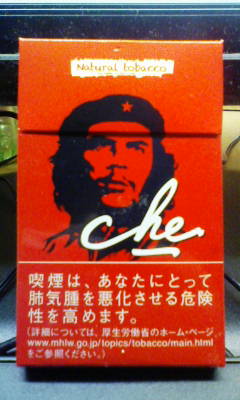 Natural tobacco
che
喫煙は、あなたにとって
肺気腫を悪化させる危険
性を高めます。
(詳細については、厚生労働省のホーム・ページ
www.mhlw.go.jp/topics/tobacco/main.html
をご参照ください。)